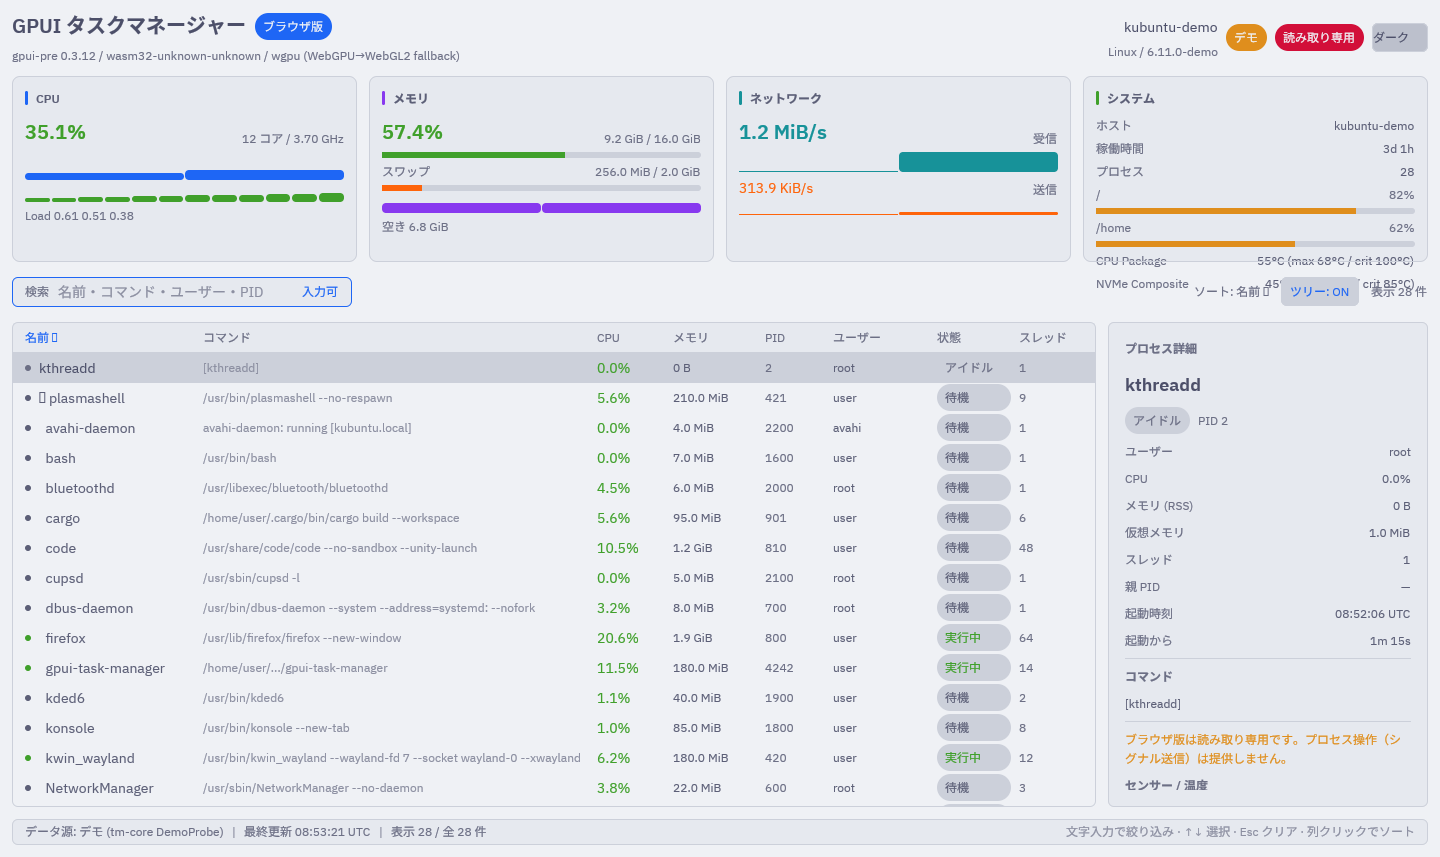 GPUI タスクマネージャー ブラウザ版
gpui-pre 0.3.12 / wasm32-unknown-unknown / wgpu (WebGPU→WebGL2 fallback)
kubuntu-demo
Linux / 6.11.0-demo
デモ 読み取り専用 ダーク
CPU
35.1% 12 コア / 3.70 GHz
Load 0.61 0.51 0.38
メモリ
57.4% 9.2 GiB / 16.0 GiB
スワップ 256.0 MiB / 2.0 GiB
空き 6.8 GiB
ネットワーク
1.2 MiB/s 受信
313.9 KiB/s 送信
システム
ホスト kubuntu-demo
稼働時間 3d 1h
プロセス 28
/ 82%
/home 62%
CPU Package 55°C (max 68°C / crit 100°C)
NVMe Composite 45° crit 85°C)
検索 名前・コマンド・ユーザー・PID 入力可
ソート: 名前 ツリー: ON 表示 28 件
名前 コマンド CPU メモリ PID ユーザー 状態 スレッド
kthreadd [kthreadd] 0.0% 0 B 2 root アイドル 1
plasmashell /usr/bin/plasmashell --no-respawn 5.6% 210.0 MiB 421 user 待機 9
avahi-daemon avahi-daemon: running [kubuntu.local] 0.0% 4.0 MiB 2200 avahi 待機 1
bash /usr/bin/bash 0.0% 7.0 MiB 1600 user 待機 1
bluetoothd /usr/libexec/bluetooth/bluetoothd 4.5% 6.0 MiB 2000 root 待機 1
cargo /home/user/.cargo/bin/cargo build --workspace 5.6% 95.0 MiB 901 user 待機 6
code /usr/share/code/code --no-sandbox --unity-launch 10.5% 1.2 GiB 810 user 待機 48
cupsd /usr/sbin/cupsd -l 0.0% 5.0 MiB 2100 root 待機 1
dbus-daemon /usr/bin/dbus-daemon --system --address=systemd: --nofork 3.2% 8.0 MiB 700 root 待機 1
firefox /usr/lib/firefox/firefox --new-window 20.6% 1.9 GiB 800 user 実行中 64
gpui-task-manager /home/user/.../gpui-task-manager 11.5% 180.0 MiB 4242 user 実行中 14
kded6 /usr/bin/kded6 1.1% 40.0 MiB 1900 user 待機 2
konsole /usr/bin/konsole --new-tab 1.0% 85.0 MiB 1800 user 待機 8
kwin_wayland /usr/bin/kwin_wayland --wayland-fd 7 --socket wayland-0 --xwayland 6.2% 180.0 MiB 420 user 実行中 12
NetworkManager /usr/sbin/NetworkManager --no-daemon 3.8% 22.0 MiB 600 root 待機 3
プロセス詳細
kthreadd
アイドル PID 2
ユーザー root
CPU 0.0%
メモリ (RSS) 0 B
仮想メモリ 1.0 MiB
スレッド 1
親 PID —
起動時刻 08:52:06 UTC
起動から 1m 15s
コマンド
[kthreadd]
ブラウザ版は読み取り専用です。プロセス操作（シ
グナル送信）は提供しません。
センサー / 温度
データ源: デモ (tm-core DemoProbe) | 最終更新 08:53:21 UTC | 表示 28 / 全 28 件
文字入力で絞り込み · ↑↓ 選択 · Esc クリア · 列クリックでソート